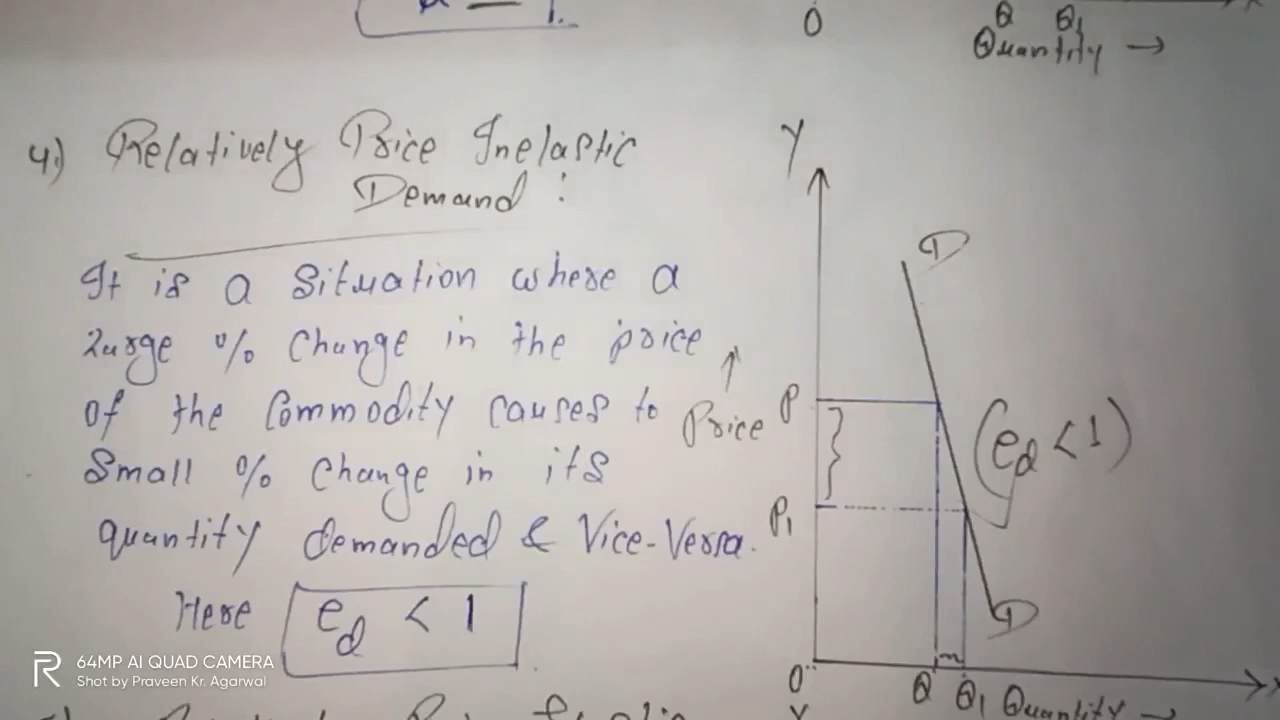 O
Q Q1
Quantity →
4.) Relatively Price Inelastic
Demand :
It is a situation where a
large % change in the price
of the commodity causes to
small % change in its
quantity demanded & Vice-Versa.
Here ed < 1
Y
D
Price ↑
P
(ed < 1)
P1
D
O
Q Q1 Quantity →
X
Y
64MP AI QUAD CAMERA
Shot by Praveen Kr. Agarwal